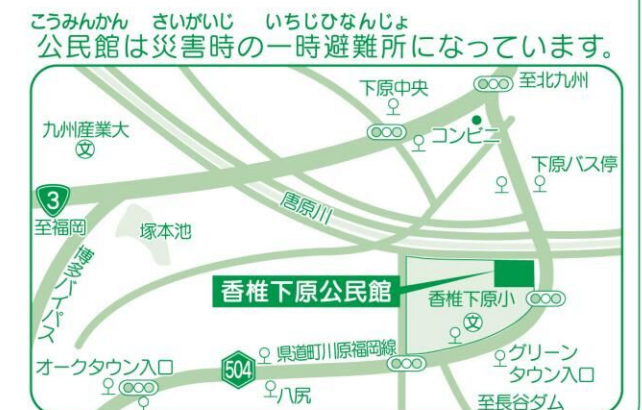 こうみんかん さいがいじ いちじひなんじょ
公民館は災害時の一時避難所になっています。
下原中央
至北九州
九州産業大
文
コンビニ
下原バス停
3
至福岡
唐原川
塚本池
博多バイパス
香椎下原公民館
香椎下原小
文
オークタウン入口
504
県道町川原福岡線
グリーン
タウン入口
八尻
至長谷ダム